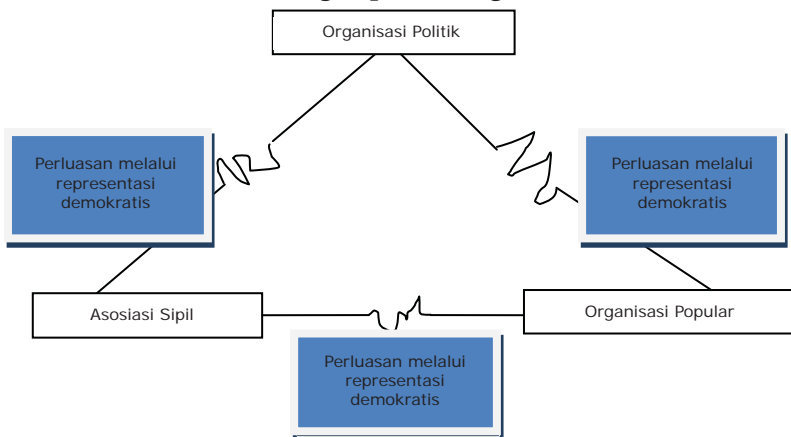 Organisasi Politik
Perluasan melalui
representasi
demokratis
Perluasan melalui
representasi
demokratis
Asosiasi Sipil
Organisasi Popular
Perluasan melalui
representasi
demokratis